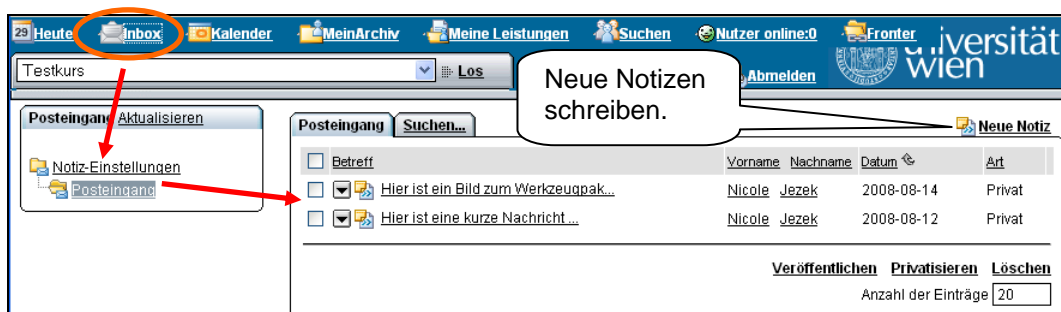 29 Heute Inbox Kalender MeinArchiv Meine Leistungen Suchen Nutzer online:0 Fronter
universität
wien
Testkurs Los Abmelden
Neue Notizen
schreiben.
Posteingang Aktualisieren
Notiz-Einstellungen
Posteingang
Posteingang Suchen... Neue Notiz
Betreff Vorname Nachname Datum Art
Hier ist ein Bild zum Werkzeugpak... Nicole Jezek 2008-08-14 Privat
Hier ist eine kurze Nachricht ... Nicole Jezek 2008-08-12 Privat
Veröffentlichen Privatisieren Löschen
Anzahl der Einträge 20